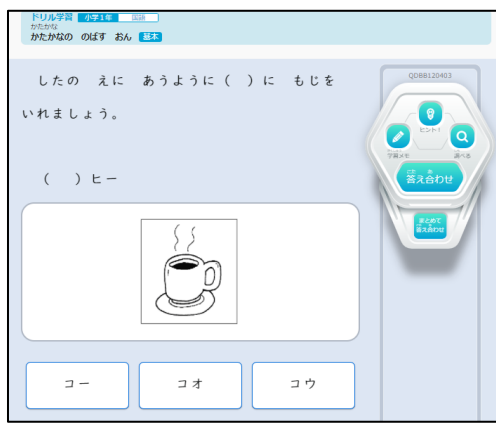 ドリル学習 小学1年 国語
かたかな
かたかなの のばす おん 基本
したの えに あうように( )に もじを
いれましょう。
( )ヒー
コー
コオ
コウ
QDBB120403
ヒント!
学習メモ
調べる
答え合わせ
まとめて
答え合わせ